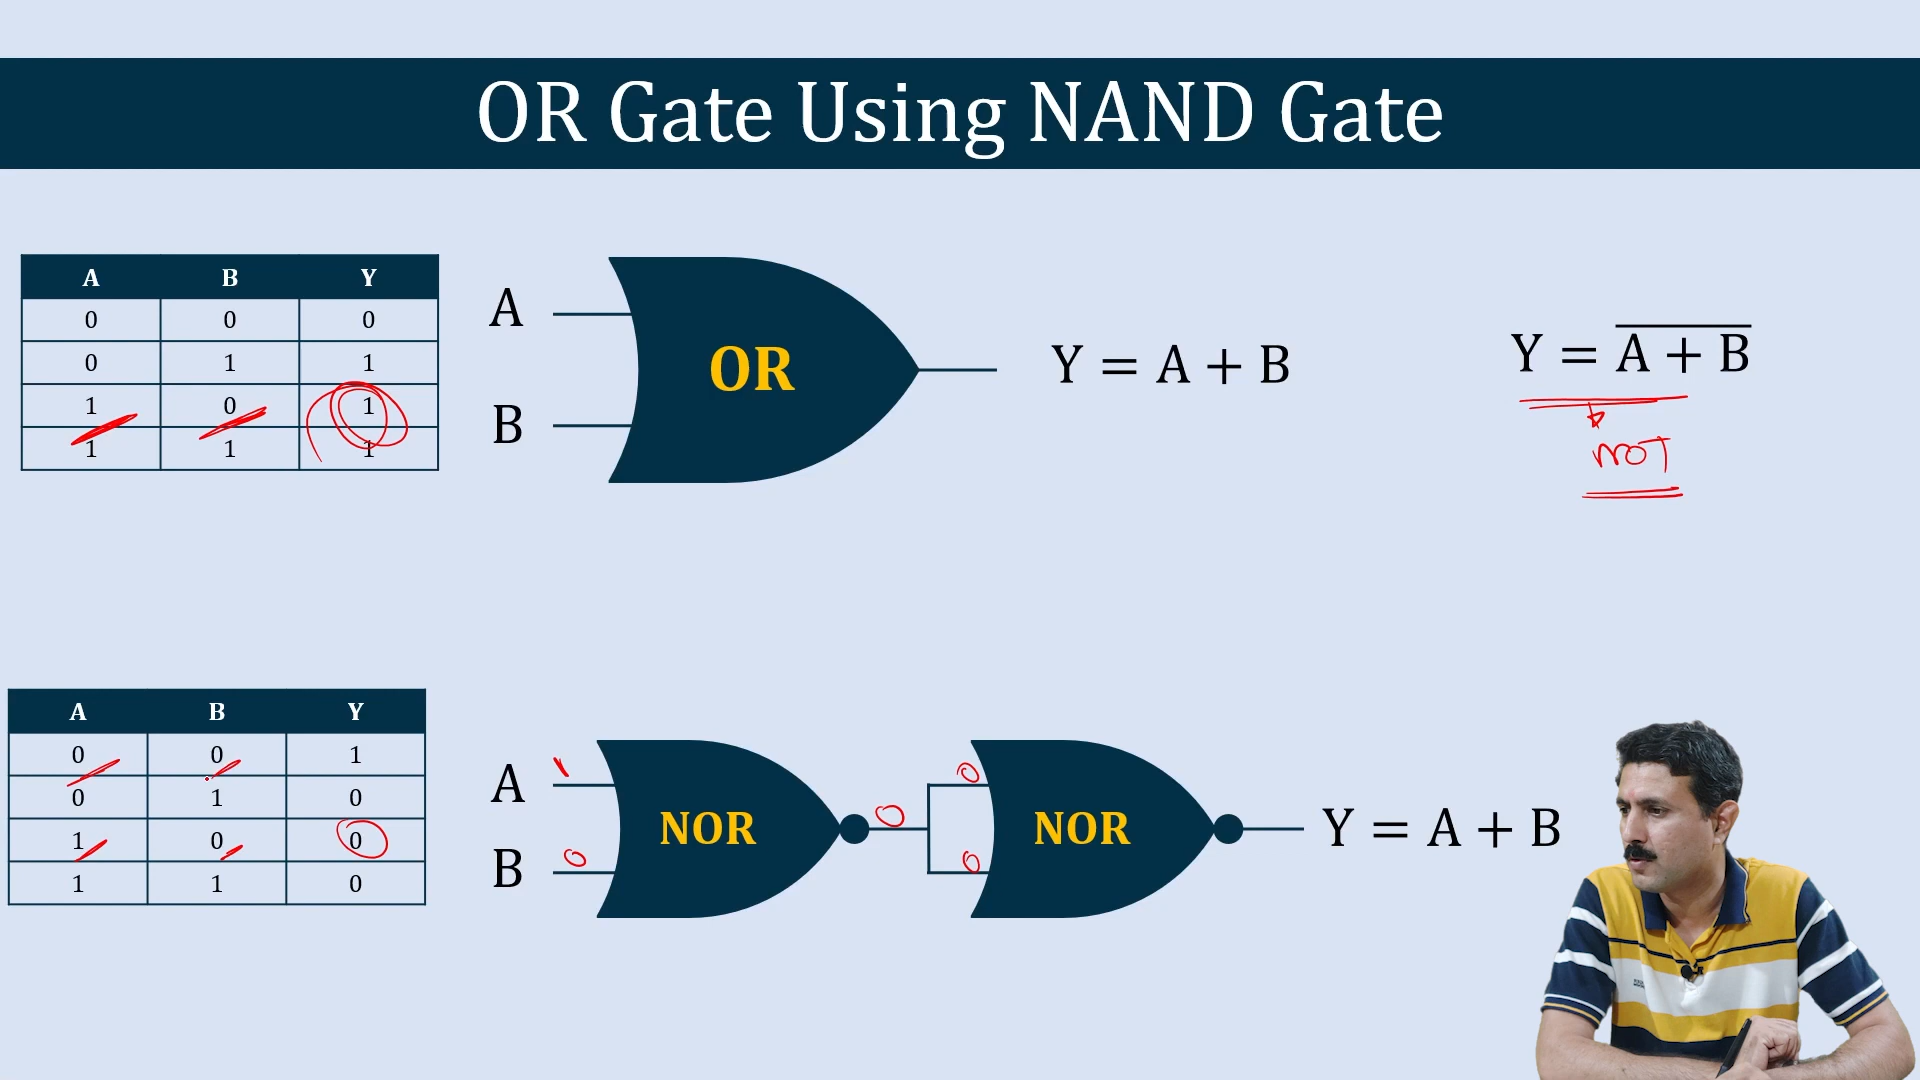 OR Gate Using NAND Gate
A B Y
0 0 0
0 1 1
1 0 1
1 1 1
A
B
OR
Y = A + B
Y = \overline{A + B}
NOT
A B Y
0 0 1
0 1 0
1 0 0
1 1 0
A 1
B 0
NOR
0
0
0
NOR
Y = A + B